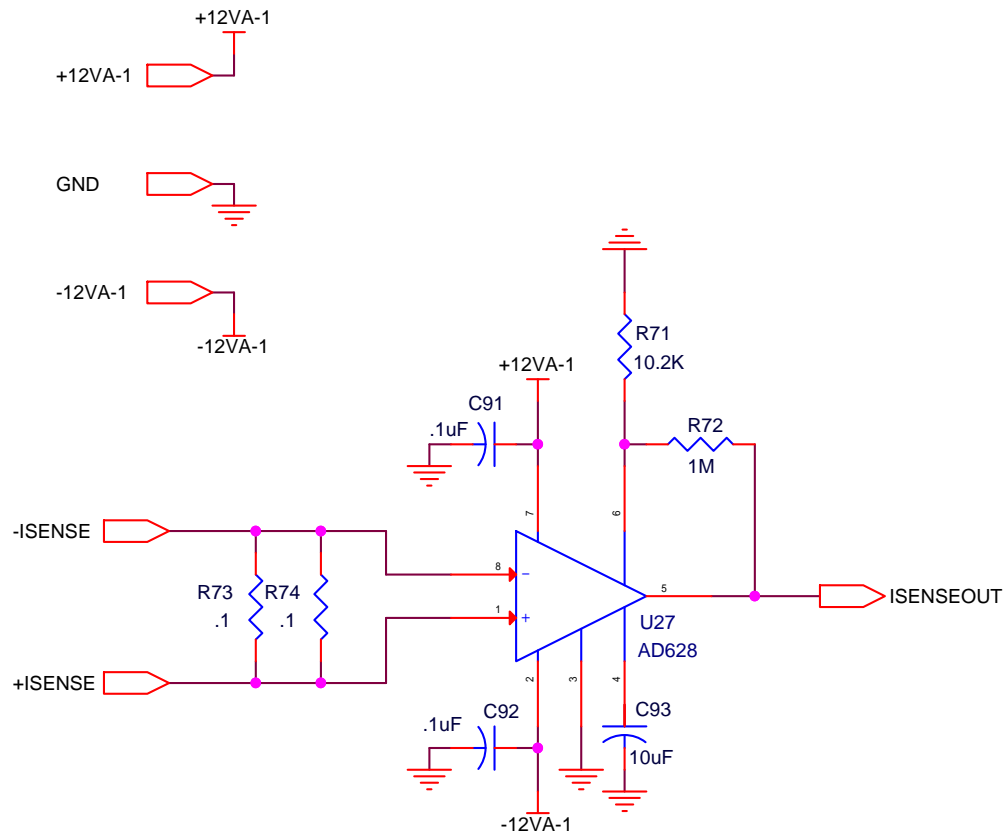 +12VA-1
+12VA-1
GND
-12VA-1
-12VA-1
R71
10.2K
+12VA-1
C91
.1uF
R72
1M
7
6
-ISENSE
8
−
R73
.1
R74
.1
1
+
5
ISENSEOUT
U27
AD628
+ISENSE
2
3
4
C92
.1uF
C93
10uF
-12VA-1